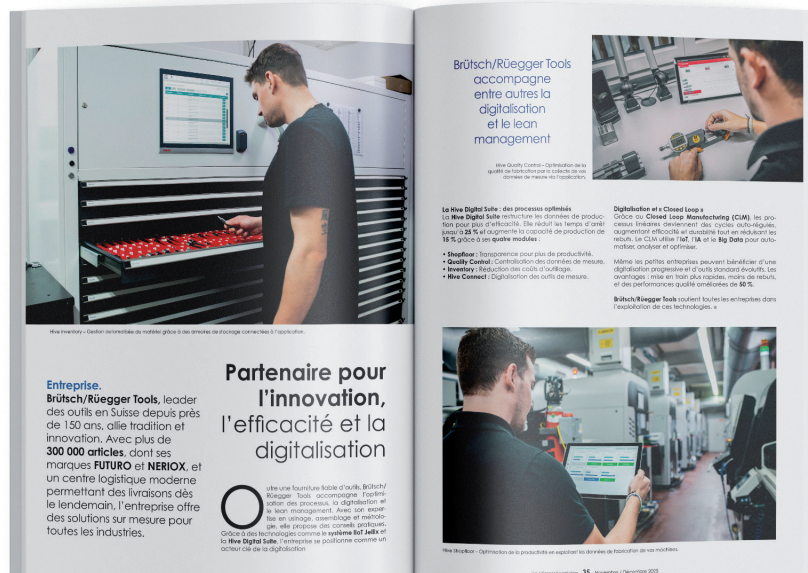 Hive Inventory – Gestion automatisée du matériel grâce à des armoires de stockage connectées à l'application.
Entreprise.
Brütsch/Rüegger Tools, leader
des outils en Suisse depuis près
de 150 ans, allie tradition et
innovation. Avec plus de
300 000 articles, dont ses
marques FUTURO et NERIOX, et
un centre logistique moderne
permettant des livraisons dès
le lendemain, l'entreprise offre
des solutions sur mesure pour
toutes les industries.
Partenaire pour
l'innovation,
l'efficacité et la
digitalisation
Outre une fourniture fiable d'outils, Brütsch/
Rüegger Tools accompagne l'optimi-
sation des processus, la digitalisation et
le lean management. Avec son exper-
tise en usinage, assemblage et métrolo-
gie, elle propose des conseils pratiques.
Grâce à des technologies comme le système IIoT Jellix et
la Hive Digital Suite, l'entreprise se positionne comme un
acteur clé de la digitalisation
Brütsch/Rüegger Tools
accompagne
entre autres la
digitalisation
et le lean
management
Hive Quality Control – Optimisation de la
qualité de fabrication par la collecte de vos
données de mesure via l'application.
La Hive Digital Suite : des processus optimisés
La Hive Digital Suite restructure les données de produc-
tion pour plus d'efficacité. Elle réduit les temps d'arrêt
jusqu'à 25 % et augmente la capacité de production de
15 % grâce à ses quatre modules :
• Shopfloor : Transparence pour plus de productivité.
• Quality Control : Centralisation des données de mesure.
• Inventory : Réduction des coûts d'outillage.
• Hive Connect : Digitalisation des outils de mesure.
Digitalisation et « Closed Loop »
Grâce au Closed Loop Manufacturing (CLM), les pro-
cessus linéaires deviennent des cycles auto-régulés,
augmentant efficacité et durabilité tout en réduisant les
rebuts. Le CLM utilise l'IoT, l'IA et le Big Data pour auto-
matiser, analyser et optimiser.
Même les petites entreprises peuvent bénéficier d'une
digitalisation progressive et d'outils standard évolutifs. Les
avantages : mise en train plus rapides, moins de rebuts,
et des performances qualité améliorées de 50 %.
Brütsch/Rüegger Tools soutient toutes les entreprises dans
l'exploitation de ces technologies. »
Hive Shopfloor - Optimisation de la productivité en exploitant les données de fabrication de vos machines.
35 Novembre / Décembre 2025